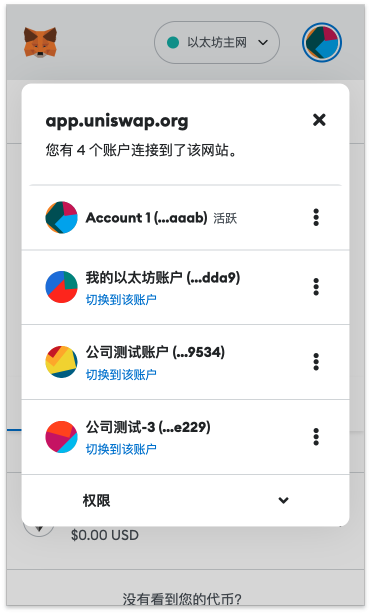 以太坊主网
app.uniswap.org
您有 4 个账户连接到了该网站。
Account 1 (...aaab) 活跃
我的以太坊账户 (...dda9)
切换到该账户
公司测试账户 (...9534)
切换到该账户
公司测试-3 (...e229)
切换到该账户
权限
$0.00 USD
没有看到您的代币？